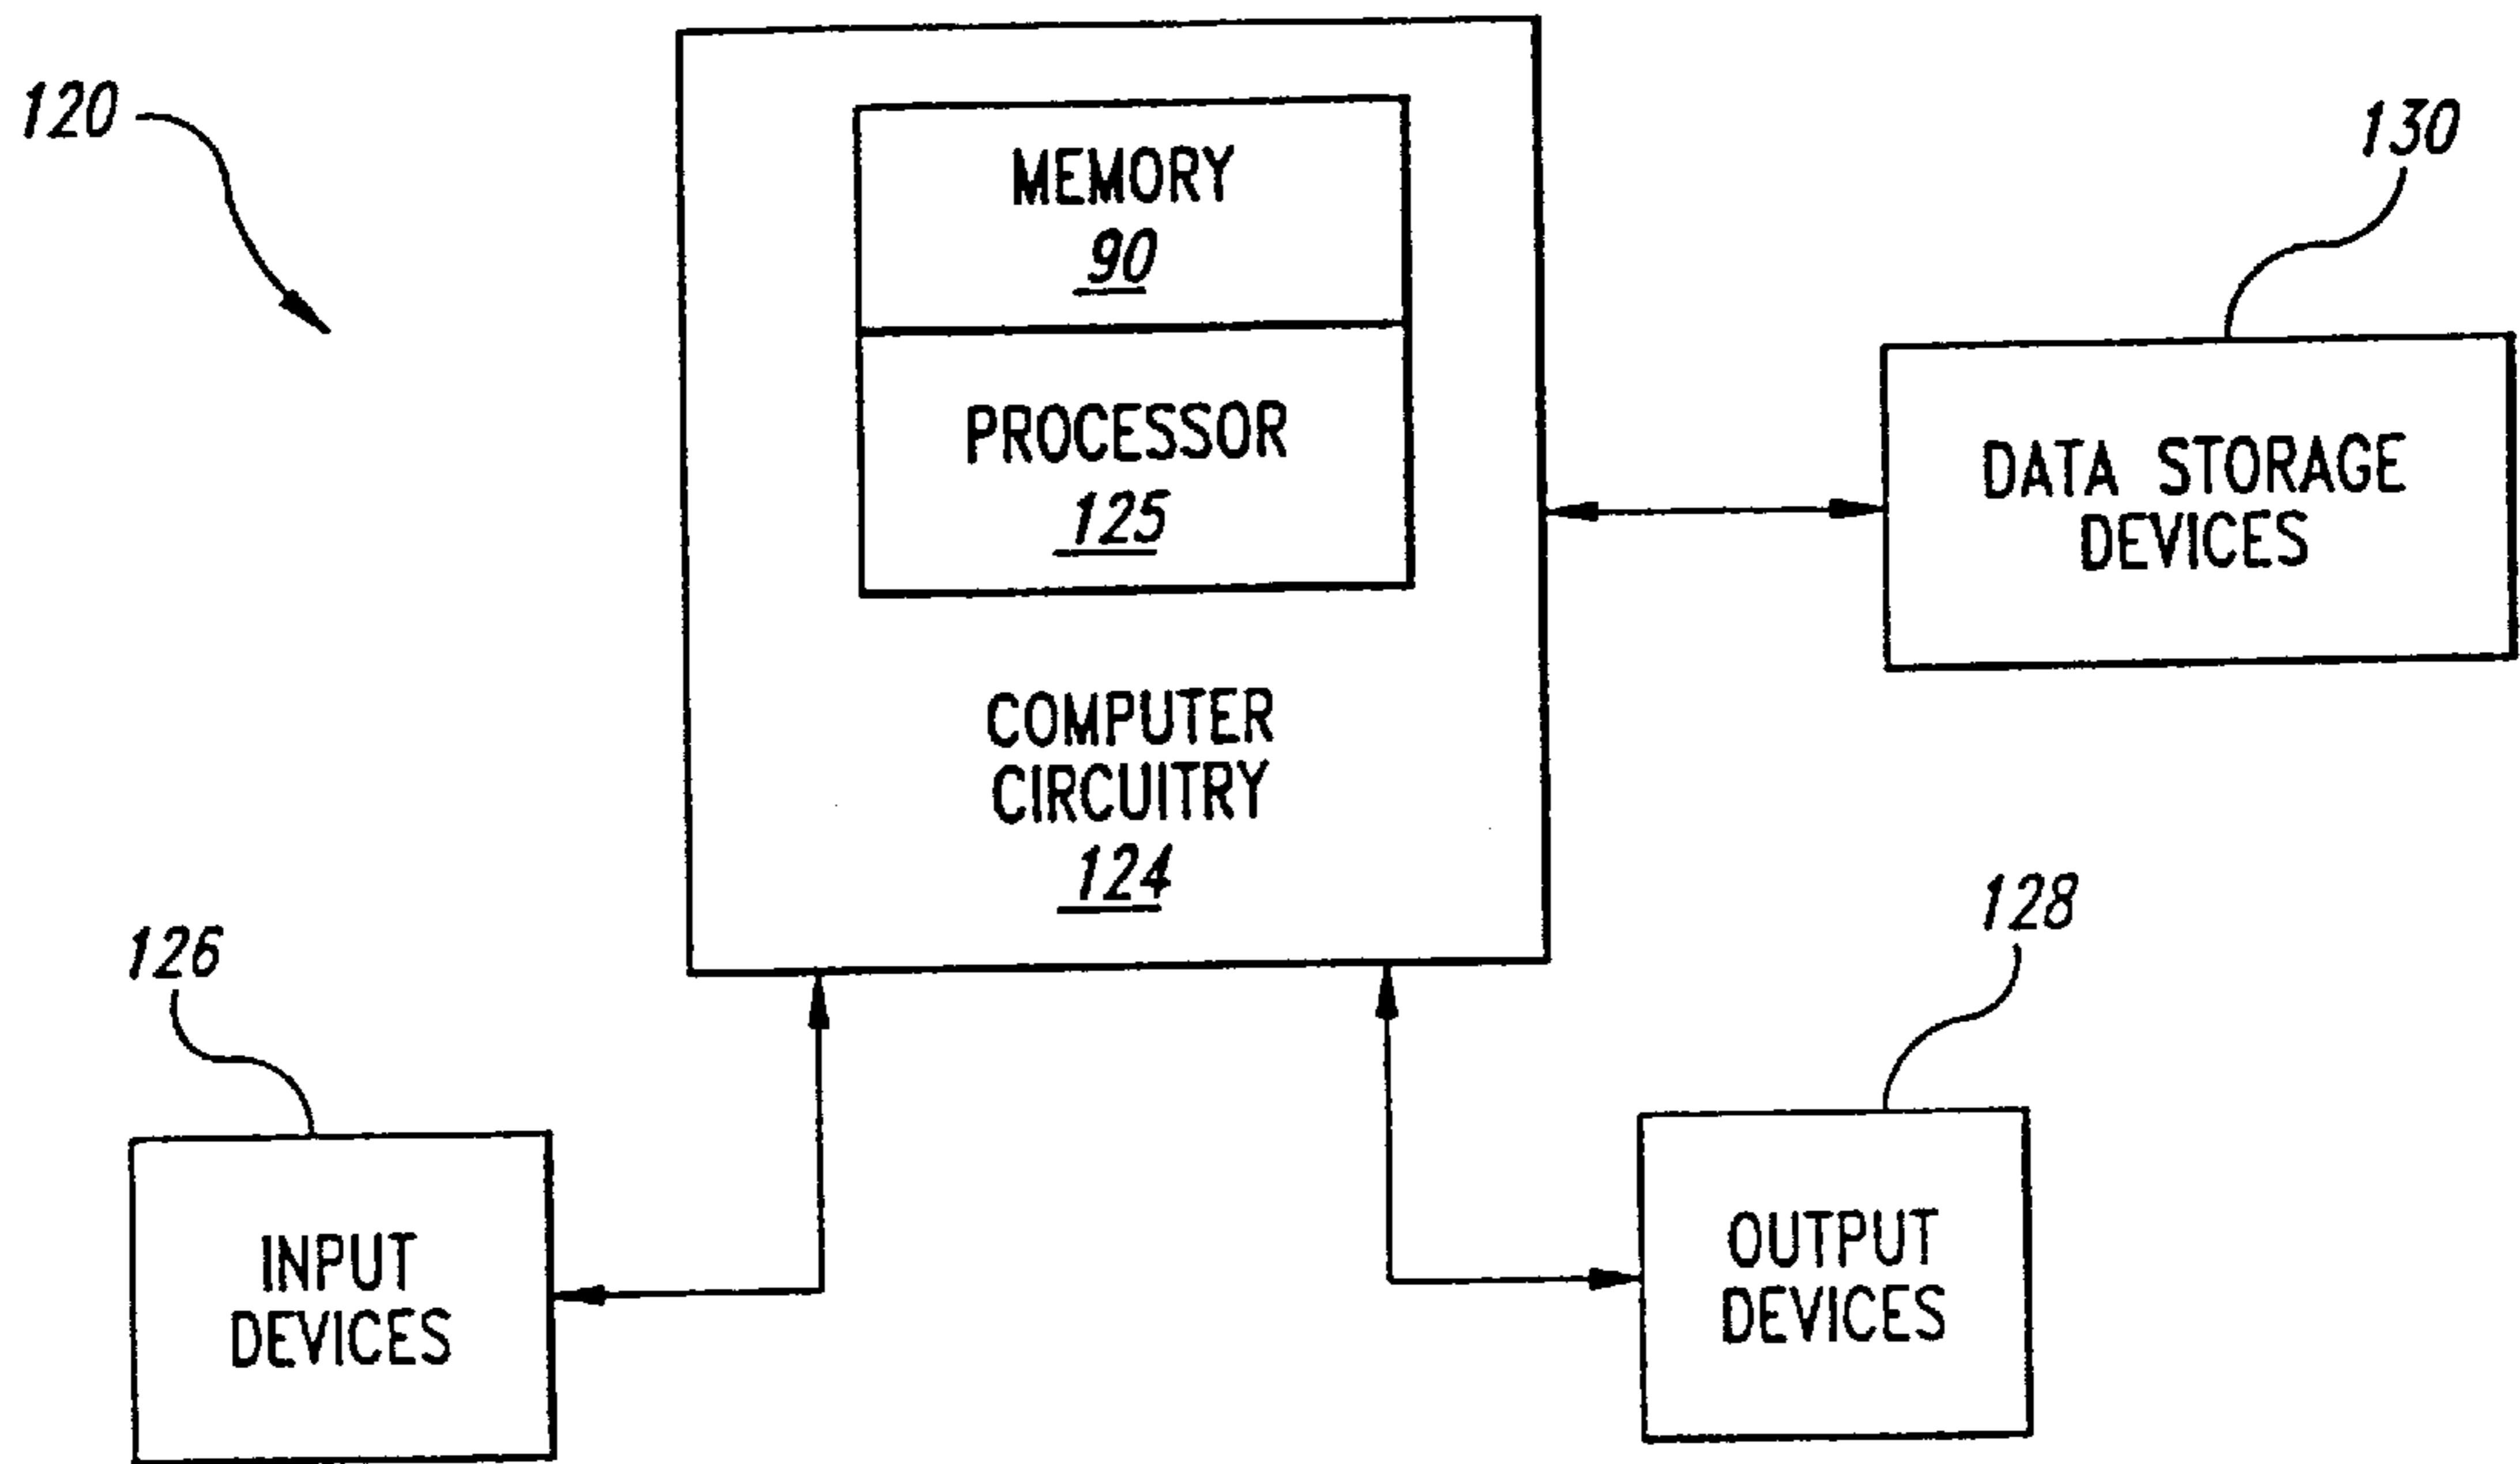 120
MEMORY
90
130
PROCESSOR
125
DATA STORAGE
DEVICES
COMPUTER
CIRCUITRY
124
126
128
INPUT
DEVICES
OUTPUT
DEVICES